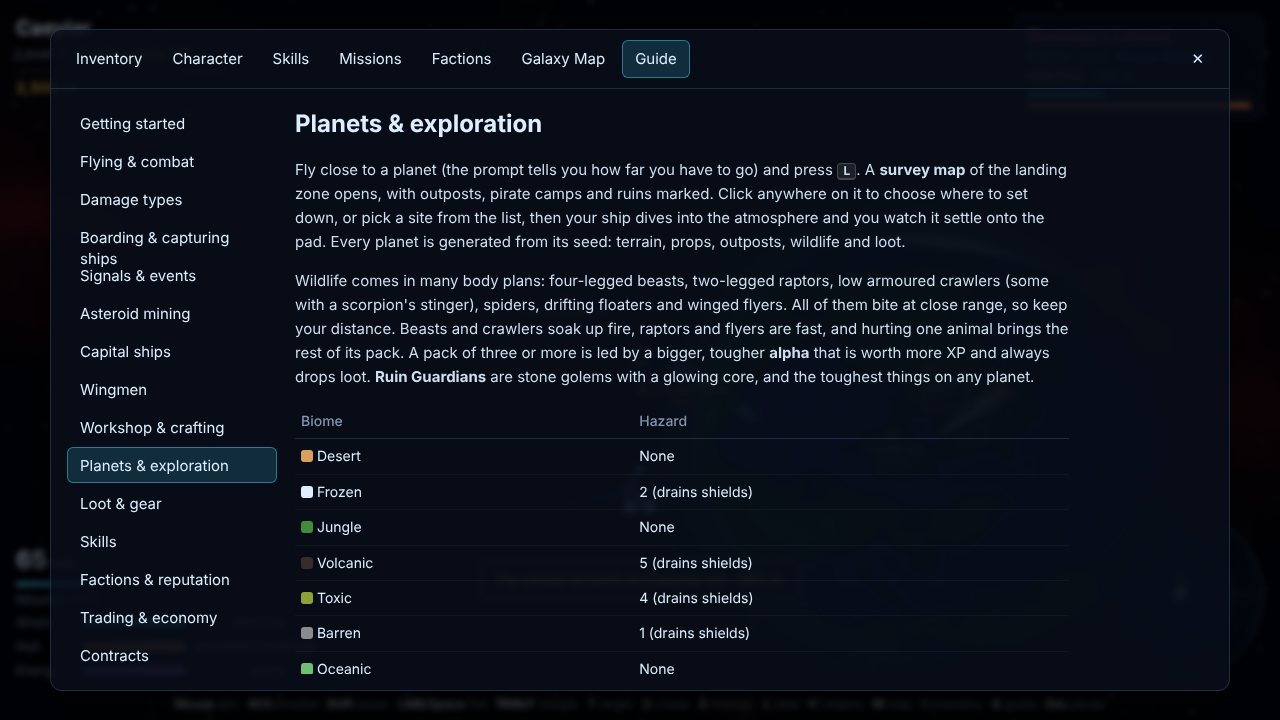 Inventory Character Skills Missions Factions Galaxy Map Guide ×
Getting started
Flying & combat
Damage types
Boarding & capturing
ships
Signals & events
Asteroid mining
Capital ships
Wingmen
Workshop & crafting
Planets & exploration
Loot & gear
Skills
Factions & reputation
Trading & economy
Contracts
Planets & exploration
Fly close to a planet (the prompt tells you how far you have to go) and press L. A survey map of the landing
zone opens, with outposts, pirate camps and ruins marked. Click anywhere on it to choose where to set
down, or pick a site from the list, then your ship dives into the atmosphere and you watch it settle onto the
pad. Every planet is generated from its seed: terrain, props, outposts, wildlife and loot.
Wildlife comes in many body plans: four-legged beasts, two-legged raptors, low armoured crawlers (some
with a scorpion's stinger), spiders, drifting floaters and winged flyers. All of them bite at close range, so keep
your distance. Beasts and crawlers soak up fire, raptors and flyers are fast, and hurting one animal brings the
rest of its pack. A pack of three or more is led by a bigger, tougher alpha that is worth more XP and always
drops loot. Ruin Guardians are stone golems with a glowing core, and the toughest things on any planet.
Biome Hazard
Desert None
Frozen 2 (drains shields)
Jungle None
Volcanic 5 (drains shields)
Toxic 4 (drains shields)
Barren 1 (drains shields)
Oceanic None